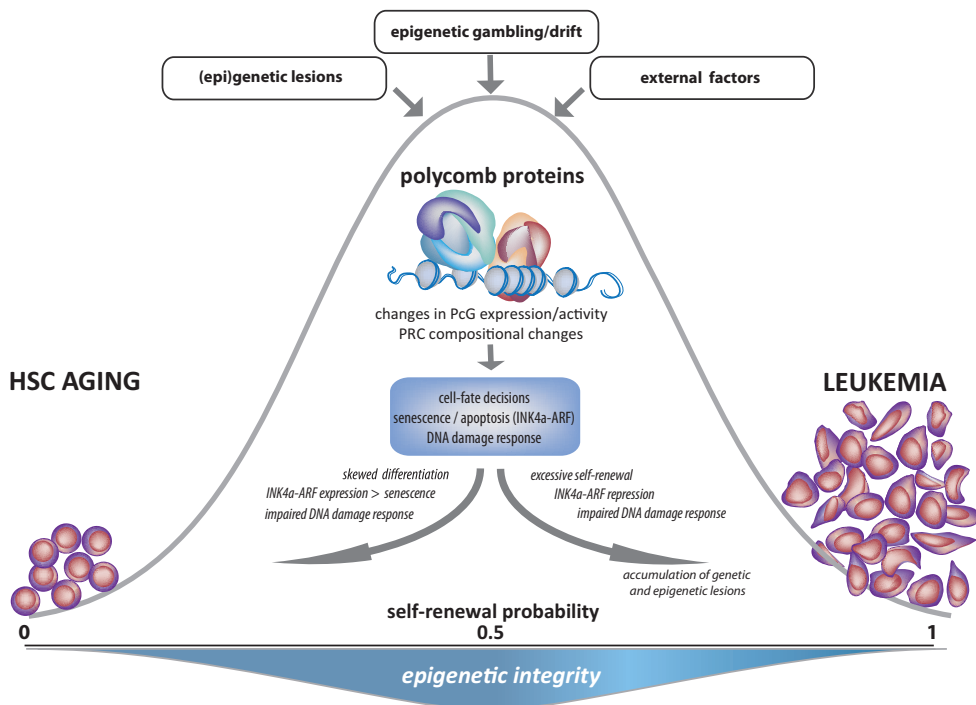 epigenetic gambling/drift
(epi)genetic lesions
external factors
polycomb proteins
changes in PcG expression/activity
PRC compositional changes
HSC AGING
LEUKEMIA
cell-fate decisions
senescence / apoptosis (INK4a-ARF)
DNA damage response
skewed differentiation
INK4a-ARF expression > senescence
impaired DNA damage response
excessive self-renewal
INK4a-ARF repression
impaired DNA damage response
accumulation of genetic
and epigenetic lesions
self-renewal probability
0
0.5
1
epigenetic integrity